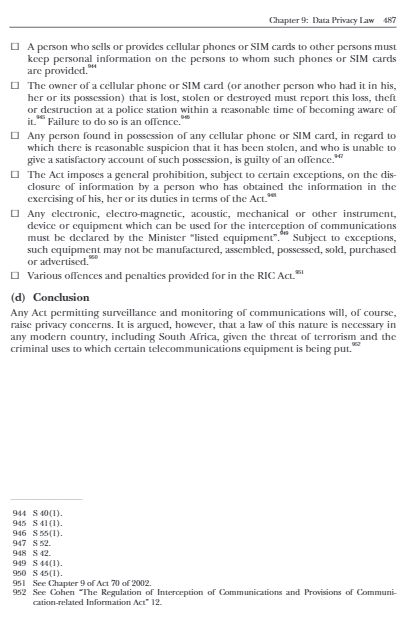 Chapter 9: Data Privacy Law 487
☐ A person who sells or provides cellular phones or SIM cards to other persons must
keep personal information on the persons to whom such phones or SIM cards
are provided.944
☐ The owner of a cellular phone or SIM card (or another person who had it in his,
her or its possession) that is lost, stolen or destroyed must report this loss, theft
or destruction at a police station within a reasonable time of becoming aware of
it.945 Failure to do so is an offence.946
☐ Any person found in possession of any cellular phone or SIM card, in regard to
which there is reasonable suspicion that it has been stolen, and who is unable to
give a satisfactory account of such possession, is guilty of an offence.947
☐ The Act imposes a general prohibition, subject to certain exceptions, on the dis-
closure of information by a person who has obtained the information in the
exercising of his, her or its duties in terms of the Act.948
☐ Any electronic, electro-magnetic, acoustic, mechanical or other instrument,
device or equipment which can be used for the interception of communications
must be declared by the Minister “listed equipment”.949 Subject to exceptions,
such equipment may not be manufactured, assembled, possessed, sold, purchased
or advertised.950
☐ Various offences and penalties provided for in the RIC Act.951
(d) Conclusion
Any Act permitting surveillance and monitoring of communications will, of course,
raise privacy concerns. It is argued, however, that a law of this nature is necessary in
any modern country, including South Africa, given the threat of terrorism and the
criminal uses to which certain telecommunications equipment is being put.952
944 S 40(1).
945 S 41(1).
946 S 55(1).
947 S 52.
948 S 42.
949 S 44(1).
950 S 45(1).
951 See Chapter 9 of Act 70 of 2002.
952 See Cohen “The Regulation of Interception of Communications and Provisions of Communi-
cation-related Information Act” 12.